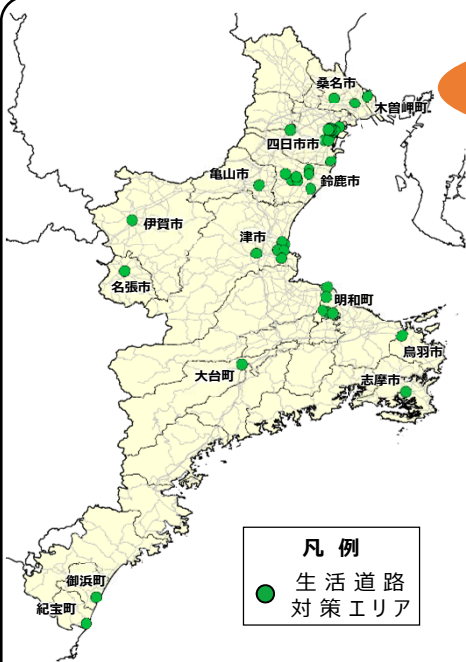 桑名市
木曽岬町
四日市市
亀山市
鈴鹿市
伊賀市
津市
名張市
明和町
鳥羽市
大台町
志摩市
御浜町
紀宝町
凡 例
生 活 道 路
対 策 エ リ ア